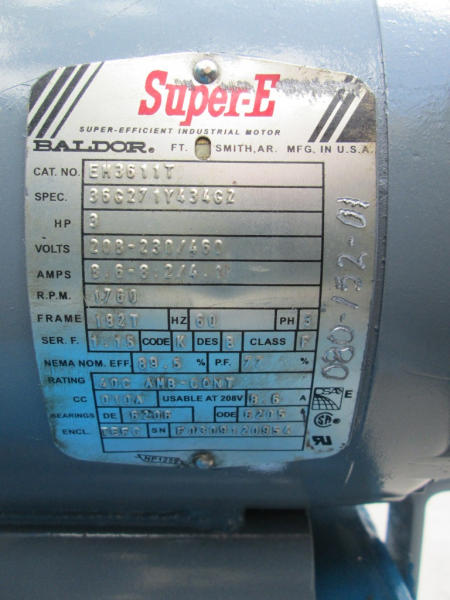 Super-E
SUPER-EFFICIENT INDUSTRIAL MOTOR
BALDOR® FT. SMITH, AR. MFG. IN U.S.A.
CAT. NO. EM3611T
SPEC. 36G271Y434GZ
HP 3
VOLTS 208-230/460
AMPS 8.6-8.2/4.1
R.P.M. 1760
FRAME 182T HZ 60 PH 3
SER. F. 1.15 CODE K DES B CLASS F
NEMA NOM. EFF. 89.5 % P.F. 77 %
RATING 40C AMB-CONT
CC 010A USABLE AT 208V 8.6 A
BEARINGS DE 6206 ODE 6205
ENCL. TEFC SN F0309120954
080-152-01
E